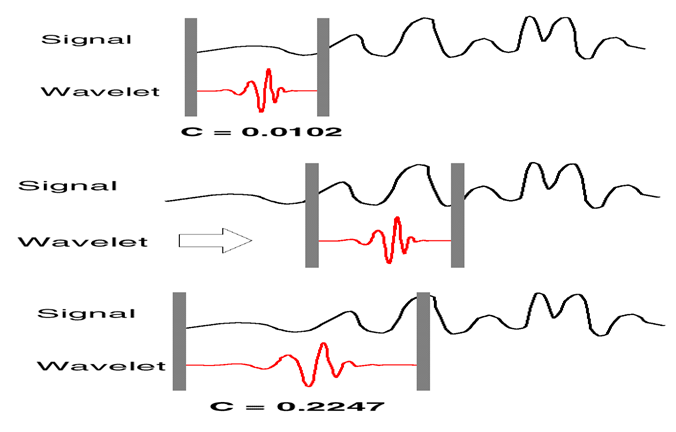 Signal
Wavelet
C = 0.0102
Signal
Wavelet
Signal
Wavelet
C = 0.2247